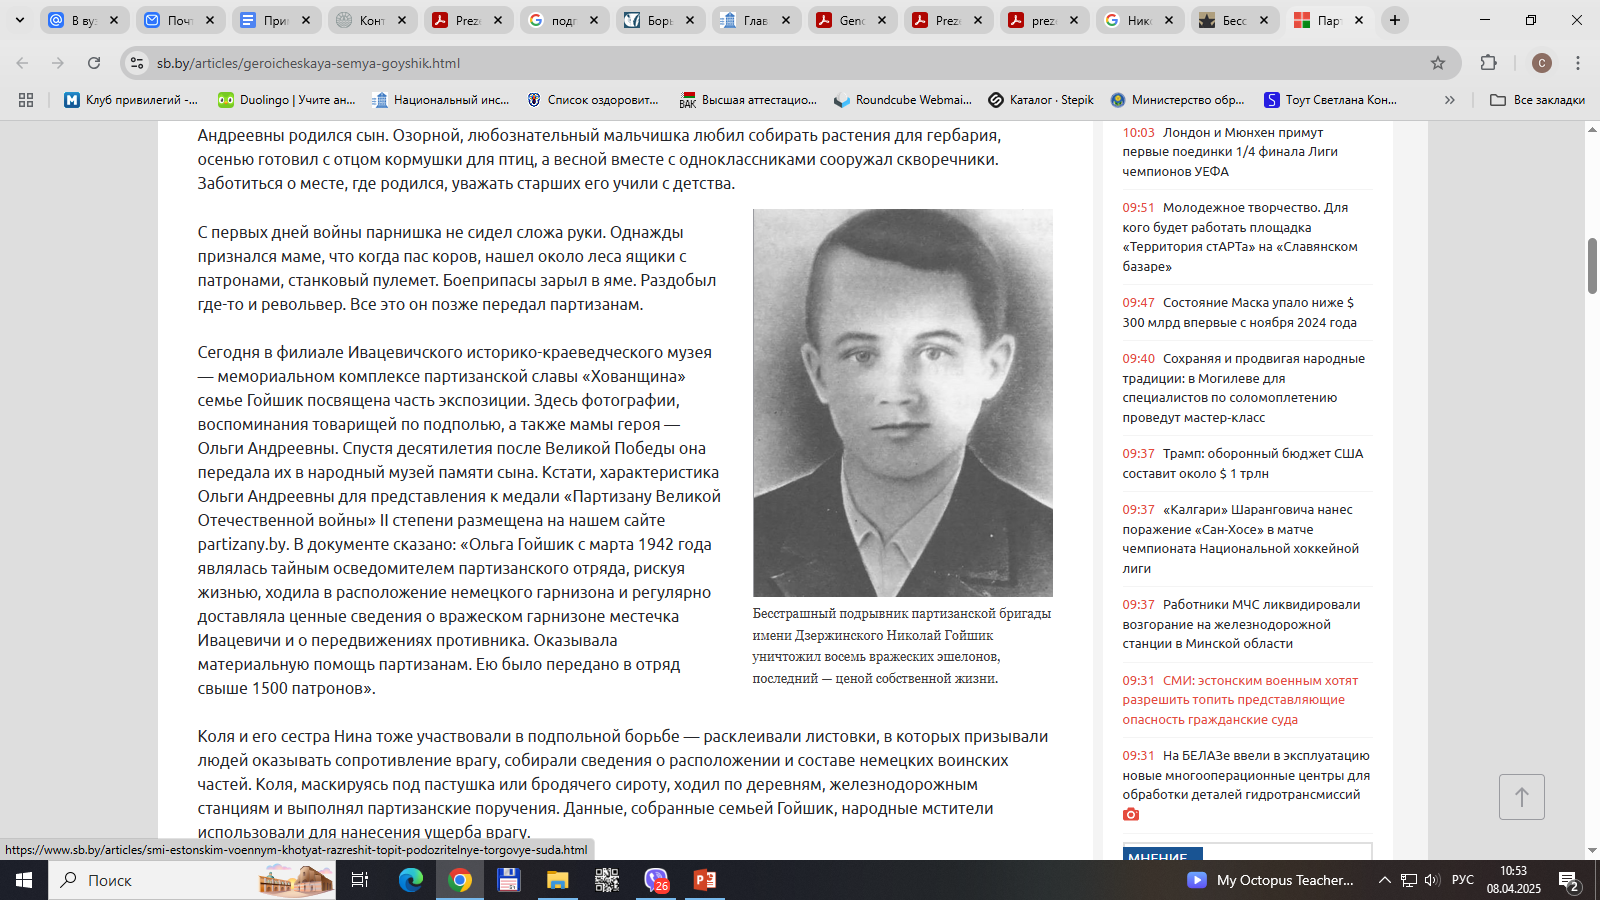 В вуз
Почт
При
Конт
Prez
подг
Борь
Глав
Genc
Prez
prez
Нико
Бесс
Парт
sb.by/articles/geroicheskaya-semya-goyshik.html
С
Клуб привилегий -...
Duolingo | Учите ан...
Национальный инс...
Список оздоровит...
ВАК
Высшая аттестацио...
Roundcube Webmai...
Каталог · Stepik
Министерство обр...
Тоут Светлана Кон...
Все закладки
Андреевны родился сын. Озорной, любознательный мальчишка любил собирать растения для гербария,
осенью готовил с отцом кормушки для птиц, а весной вместе с одноклассниками сооружал скворечники.
Заботиться о месте, где родился, уважать старших его учили с детства.
С первых дней войны парнишка не сидел сложа руки. Однажды
признался маме, что когда пас коров, нашел около леса ящики с
патронами, станковый пулемет. Боеприпасы зарыл в яме. Раздобыл
где-то и револьвер. Все это он позже передал партизанам.
Сегодня в филиале Ивацевичского историко-краеведческого музея
— мемориальном комплексе партизанской славы «Хованщина»
семье Гойшик посвящена часть экспозиции. Здесь фотографии,
воспоминания товарищей по подполью, а также мамы героя —
Ольги Андреевны. Спустя десятилетия после Великой Победы она
передала их в народный музей памяти сына. Кстати, характеристика
Ольги Андреевны для представления к медали «Партизану Великой
Отечественной войны» II степени размещена на нашем сайте
partizany.by. В документе сказано: «Ольга Гойшик с марта 1942 года
являлась тайным осведомителем партизанского отряда, рискуя
жизнью, ходила в расположение немецкого гарнизона и регулярно
доставляла ценные сведения о вражеском гарнизоне местечка
Ивацевичи и о передвижениях противника. Оказывала
материальную помощь партизанам. Ею было передано в отряд
свыше 1500 патронов».
Бесстрашный подрывник партизанской бригады
имени Дзержинского Николай Гойшик
уничтожил восемь вражеских эшелонов,
последний — ценой собственной жизни.
Коля и его сестра Нина тоже участвовали в подпольной борьбе — расклеивали листовки, в которых призывали
людей оказывать сопротивление врагу, собирали сведения о расположении и составе немецких воинских
частей. Коля, маскируясь под пастушка или бродячего сироту, ходил по деревням, железнодорожным
станциям и выполнял партизанские поручения. Данные, собранные семьей Гойшик, народные мстители
использовали для нанесения ущерба врагу.
10:03 Лондон и Мюнхен примут
первые поединки 1/4 финала Лиги
чемпионов УЕФА
09:51 Молодежное творчество. Для
кого будет работать площадка
«Территория стАРТа» на «Славянском
базаре»
09:47 Состояние Маска упало ниже $
300 млрд впервые с ноября 2024 года
09:40 Сохраняя и продвигая народные
традиции: в Могилеве для
специалистов по соломоплетению
проведут мастер-класс
09:37 Трамп: оборонный бюджет США
составит около $ 1 трлн
09:37 «Калгари» Шаранговича нанес
поражение «Сан-Хосе» в матче
чемпионата Национальной хоккейной
лиги
09:37 Работники МЧС ликвидировали
возгорание на железнодорожной
станции в Минской области
09:31 СМИ: эстонским военным хотят
разрешить топить представляющие
опасность гражданские суда
09:31 На БЕЛАЗе ввели в эксплуатацию
новые многооперационные центры для
обработки деталей гидротрансмиссий
МНЕНИЕ
https://www.sb.by/articles/smi-estonskim-voennym-khotyat-razreshit-topit-podozritelnye-torgovye-suda.html
Поиск
26
My Octopus Teacher...
РУС
10:53
08.04.2025
2